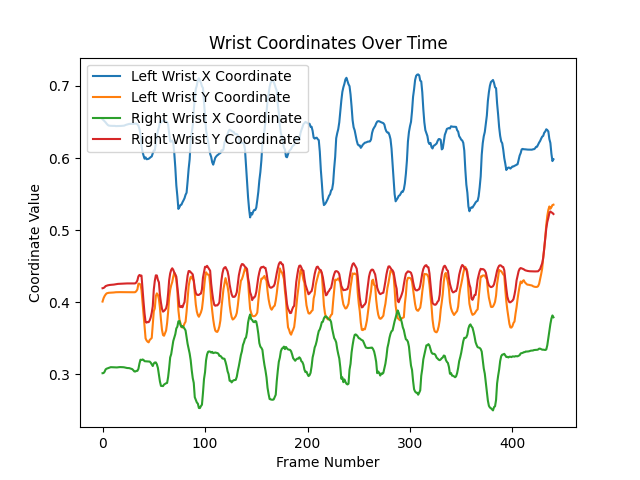 Wrist Coordinates Over Time
Left Wrist X Coordinate
Left Wrist Y Coordinate
Right Wrist X Coordinate
Right Wrist Y Coordinate
0.7
0.6
0.5
0.4
0.3
Coordinate Value
0 100 200 300 400
Frame Number